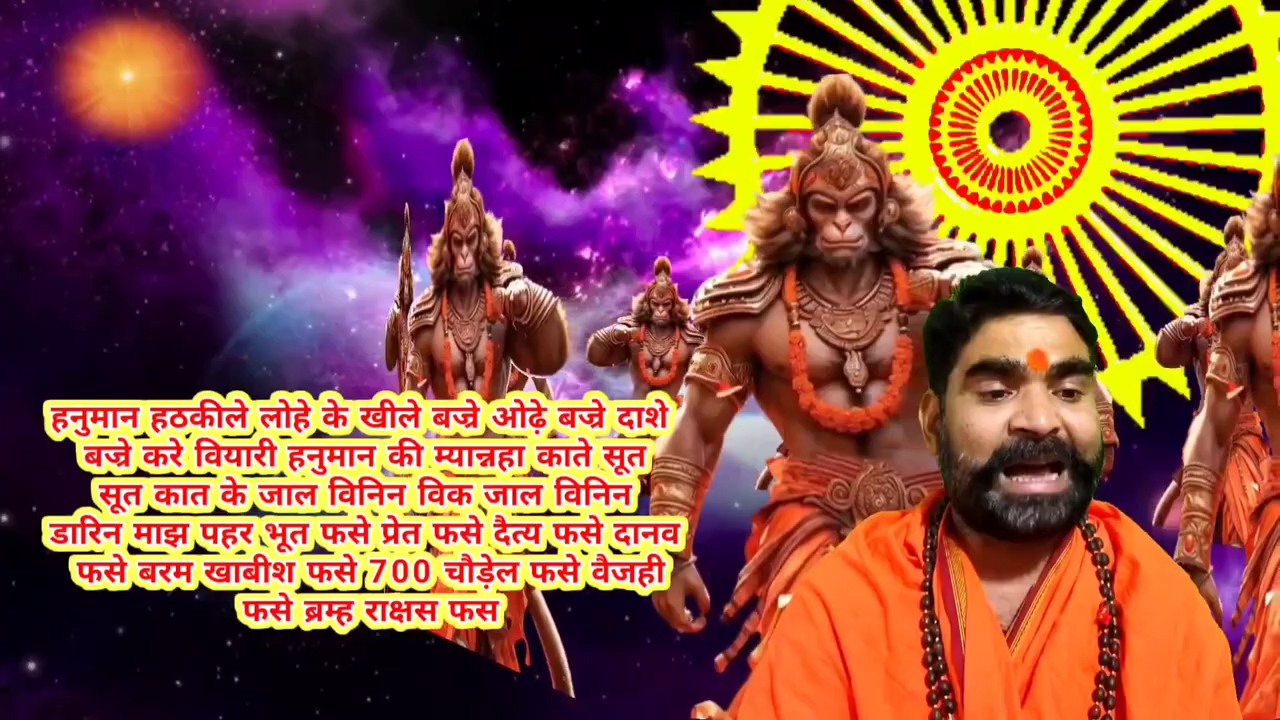 हनुमान हठकीले लोहे के खीले बज्रे ओढ़े बज्रे दाशे
बज्रे करे वियारी हनुमान की म्यान्नहा काते सूत
सूत कात के जाल विनिन विक जाल विनिन
डारिन माझ पहर भूत फसे प्रेत फसे दैत्य फसे दानव
फसे बरम खाबीश फसे 700 चौड़ेल फसे वैजही
फसे ब्रम्ह राक्षस फस